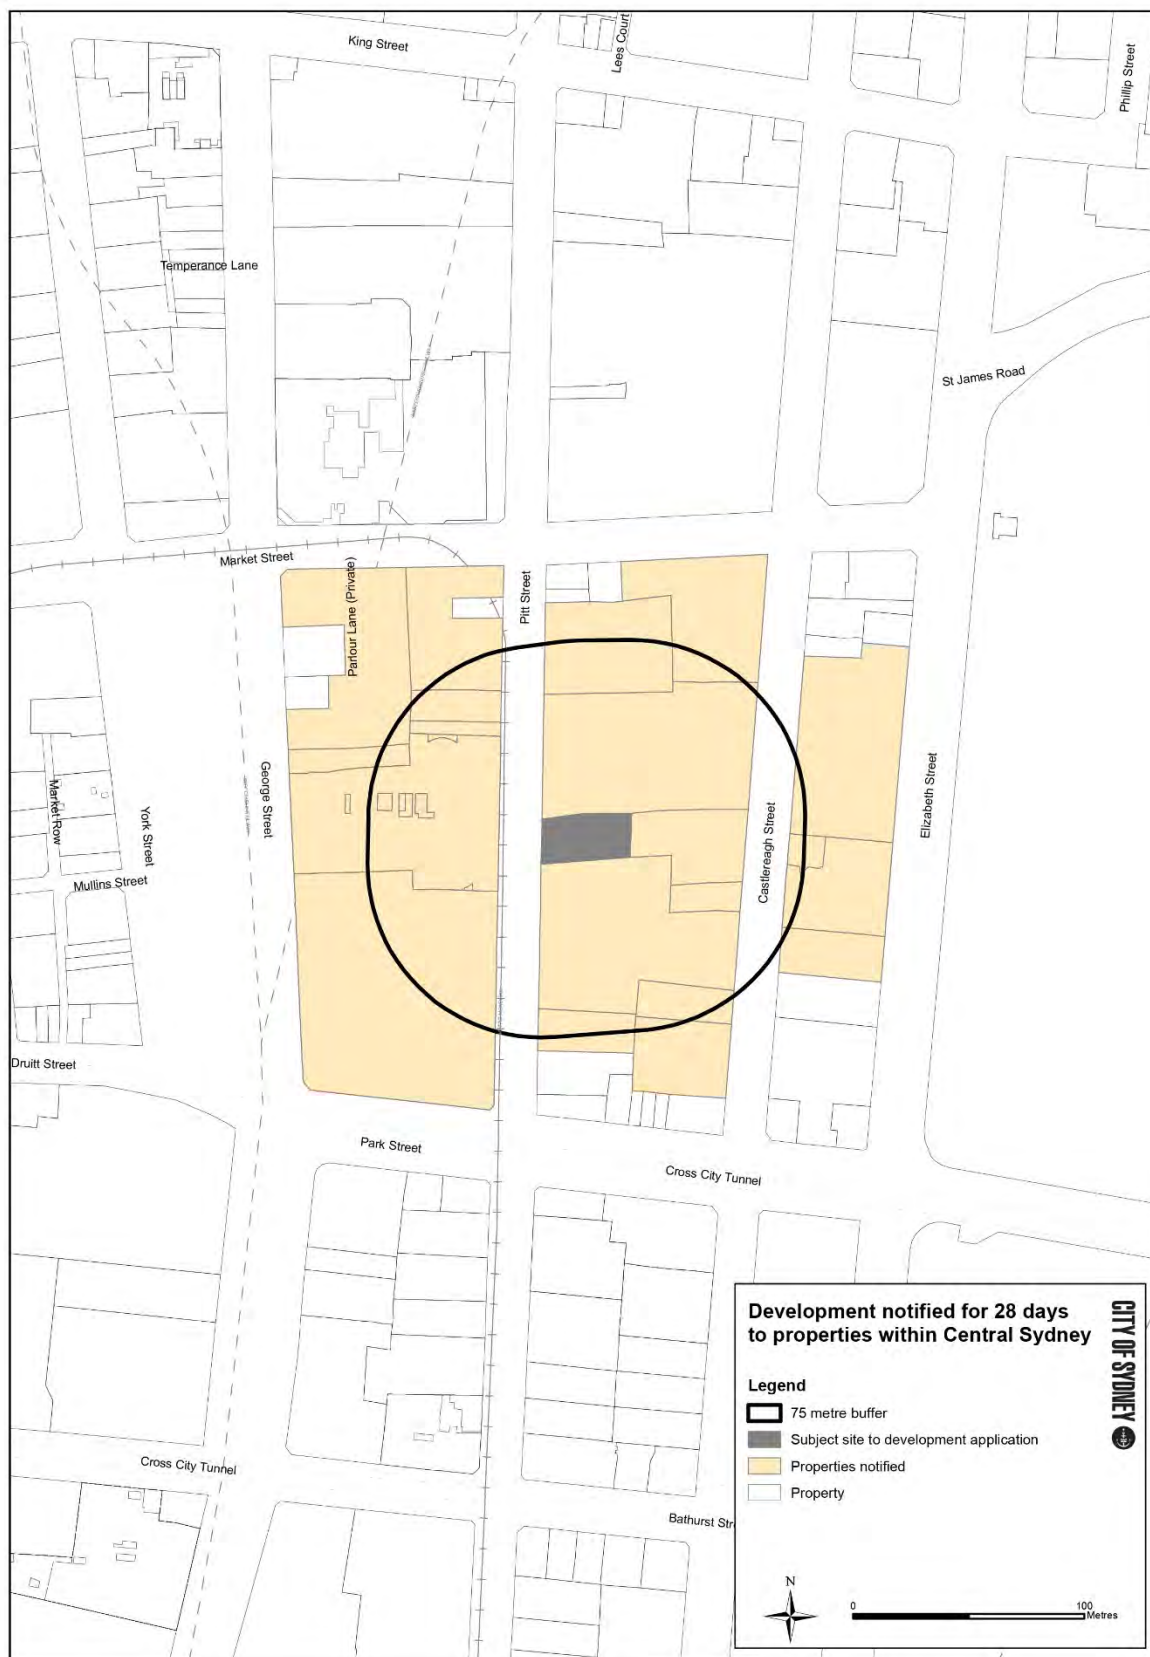 King Street
Lees Court
Phillip Street
Temperance Lane
St James Road
Market Street
Parlour Lane (Private)
Pitt Street
George Street
Market Row
York Street
Mullins Street
Castlereagh Street
Elizabeth Street
Druitt Street
Park Street
Cross City Tunnel
Cross City Tunnel
Bathurst Str
Development notified for 28 days
to properties within Central Sydney
CITY OF SYDNEY
Legend
75 metre buffer
Subject site to development application
Properties notified
Property
N
0
100
Metres